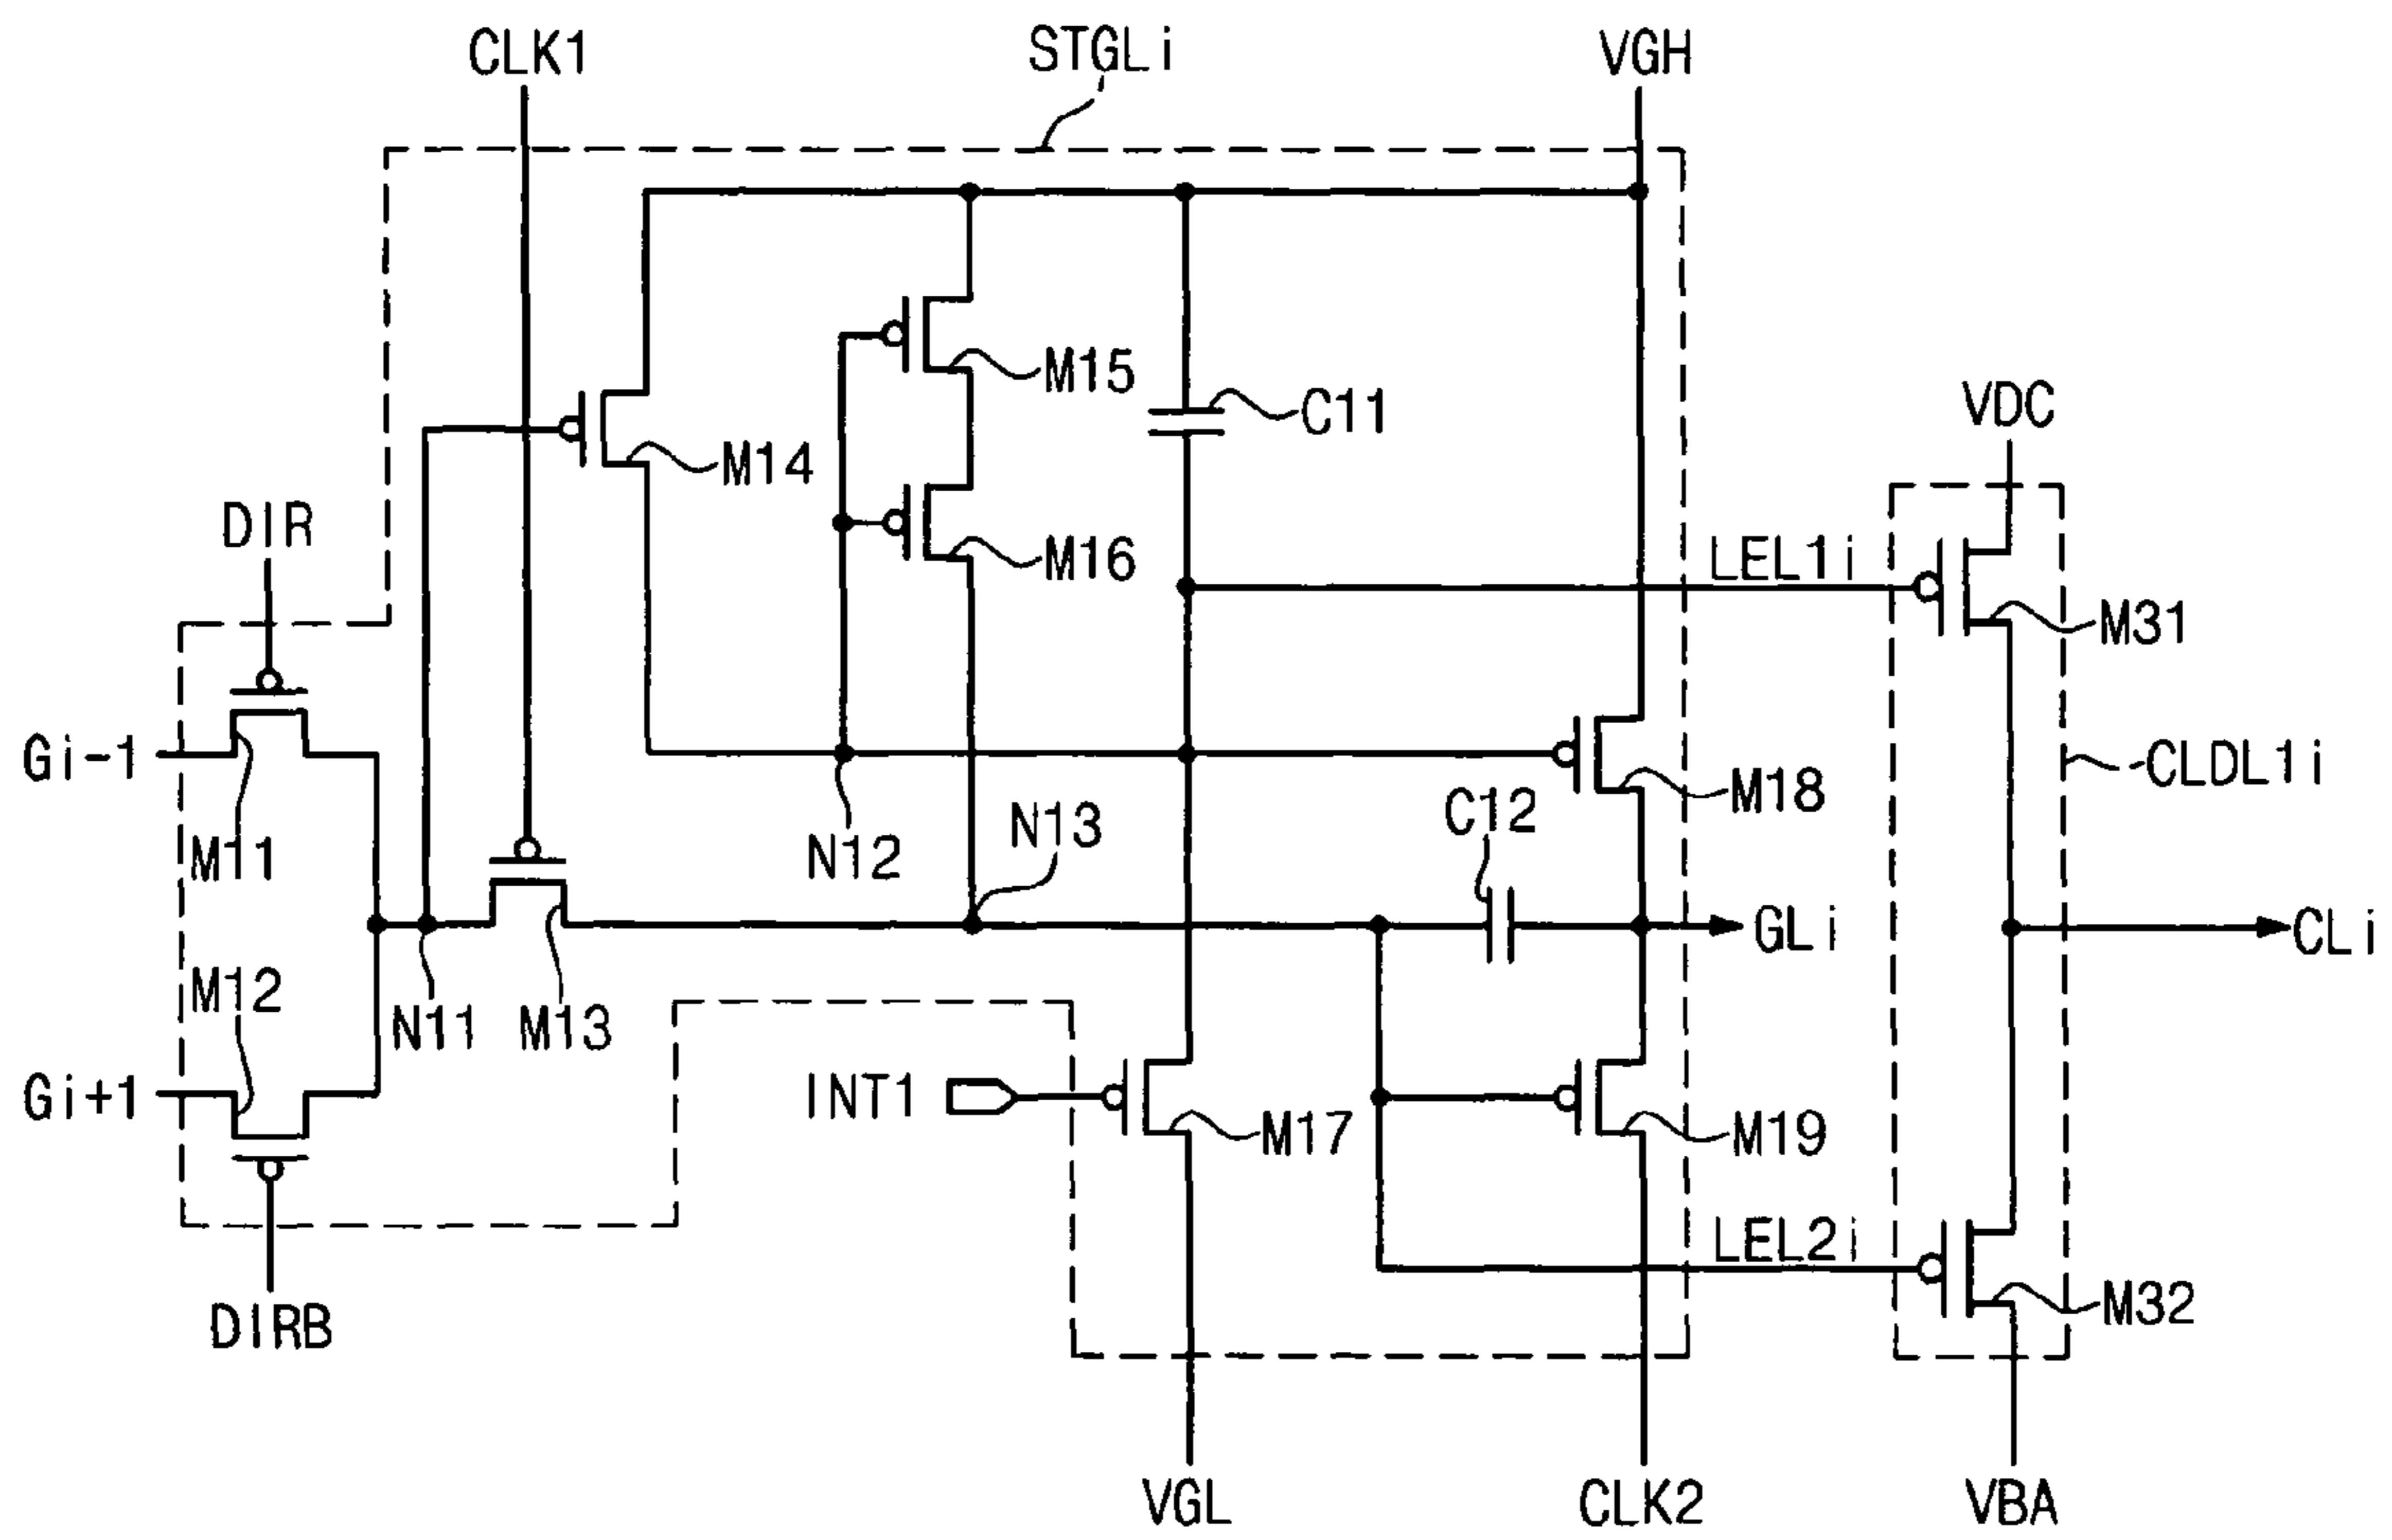 CLK1
STGLi
VGH
M15
C11
VDC
M14
DIR
M16
LEL1i
M31
Gi-1
CLDL1i
M18
C12
M11
N12
N13
GLi
CLi
M12
N11
M13
Gi+1
INT1
M17
M19
LEL2i
M32
DIRB
VGL
CLK2
VBA